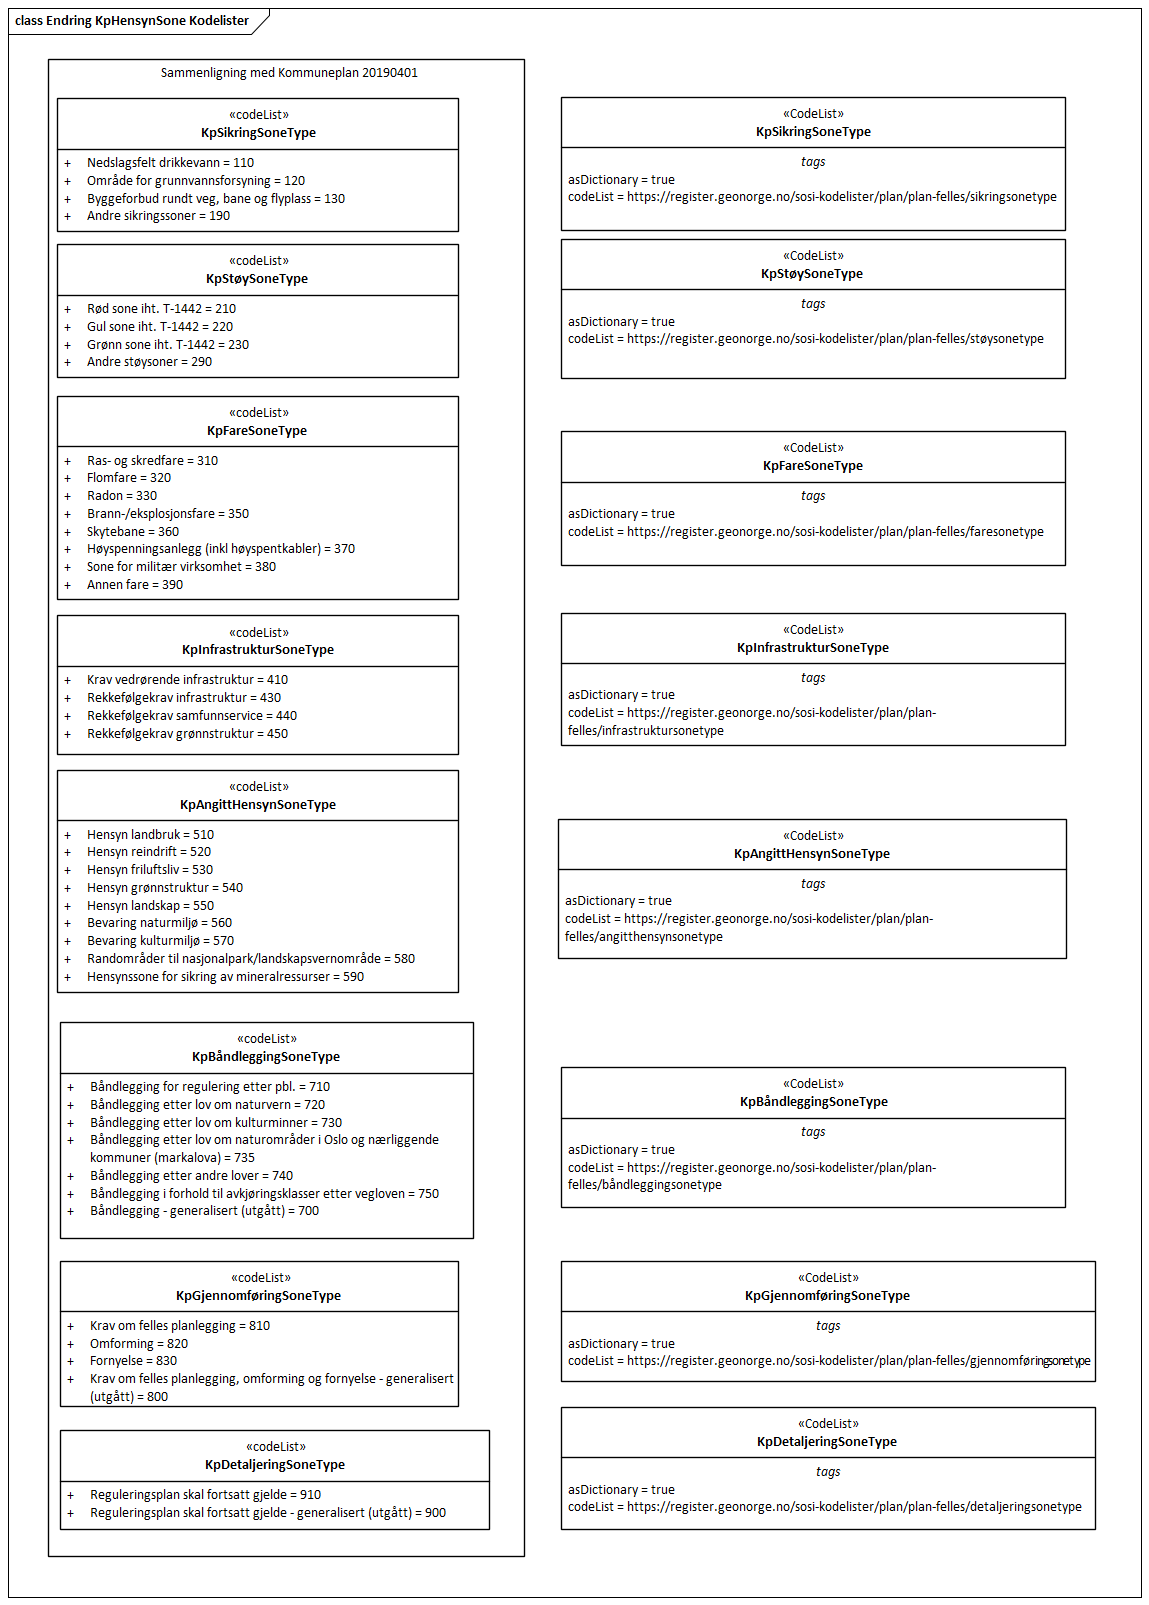 class Endring KpHensynSone Kodelister
Sammenligning med Kommuneplan 20190401
«codeList»
KpSikringSoneType
+ Nedslagsfelt drikkevann = 110
+ Område for grunnvannsforsyning = 120
+ Byggeforbud rundt veg, bane og flyplass = 130
+ Andre sikringssoner = 190
«codeList»
KpStøySoneType
+ Rød sone iht. T-1442 = 210
+ Gul sone iht. T-1442 = 220
+ Grønn sone iht. T-1442 = 230
+ Andre støysoner = 290
«codeList»
KpFareSoneType
+ Ras- og skredfare = 310
+ Flomfare = 320
+ Radon = 330
+ Brann-/eksplosjonsfare = 350
+ Skytebane = 360
+ Høyspenningsanlegg (inkl høyspentkabler) = 370
+ Sone for militær virksomhet = 380
+ Annen fare = 390
«codeList»
KpInfrastrukturSoneType
+ Krav vedrørende infrastruktur = 410
+ Rekkefølgekrav infrastruktur = 430
+ Rekkefølgekrav samfunnservice = 440
+ Rekkefølgekrav grønnstruktur = 450
«codeList»
KpAngittHensynSoneType
+ Hensyn landbruk = 510
+ Hensyn reindrift = 520
+ Hensyn friluftsliv = 530
+ Hensyn grønnstruktur = 540
+ Hensyn landskap = 550
+ Bevaring naturmiljø = 560
+ Bevaring kulturmiljø = 570
+ Randområder til nasjonalpark/landskapsvernområde = 580
+ Hensynssone for sikring av mineralressurser = 590
«codeList»
KpBåndleggingSoneType
+ Båndlegging for regulering etter pbl. = 710
+ Båndlegging etter lov om naturvern = 720
+ Båndlegging etter lov om kulturminner = 730
+ Båndlegging etter lov om naturområder i Oslo og nærliggende
kommuner (markalova) = 735
+ Båndlegging etter andre lover = 740
+ Båndlegging i forhold til avkjøringsklasser etter vegloven = 750
+ Båndlegging - generalisert (utgått) = 700
«codeList»
KpGjennomføringSoneType
+ Krav om felles planlegging = 810
+ Omforming = 820
+ Fornyelse = 830
+ Krav om felles planlegging, omforming og fornyelse - generalisert
(utgått) = 800
«codeList»
KpDetaljeringSoneType
+ Reguleringsplan skal fortsatt gjelde = 910
+ Reguleringsplan skal fortsatt gjelde - generalisert (utgått) = 900
«CodeList»
KpSikringSoneType
tags
asDictionary = true
codeList = https://register.geonorge.no/sosi-kodelister/plan/plan-felles/sikringsonetype
«CodeList»
KpStøySoneType
tags
asDictionary = true
codeList = https://register.geonorge.no/sosi-kodelister/plan/plan-felles/støysonetype
«CodeList»
KpFareSoneType
tags
asDictionary = true
codeList = https://register.geonorge.no/sosi-kodelister/plan/plan-felles/faresonetype
«CodeList»
KpInfrastrukturSoneType
tags
asDictionary = true
codeList = https://register.geonorge.no/sosi-kodelister/plan/plan-
felles/infrastruktursonetype
«CodeList»
KpAngittHensynSoneType
tags
asDictionary = true
codeList = https://register.geonorge.no/sosi-kodelister/plan/plan-
felles/angitthensynsonetype
«CodeList»
KpBåndleggingSoneType
tags
asDictionary = true
codeList = https://register.geonorge.no/sosi-kodelister/plan/plan-
felles/båndleggingsonetype
«CodeList»
KpGjennomføringSoneType
tags
asDictionary = true
codeList = https://register.geonorge.no/sosi-kodelister/plan/plan-felles/gjennomføringsonetype
«CodeList»
KpDetaljeringSoneType
tags
asDictionary = true
codeList = https://register.geonorge.no/sosi-kodelister/plan/plan-felles/detaljeringsonetype